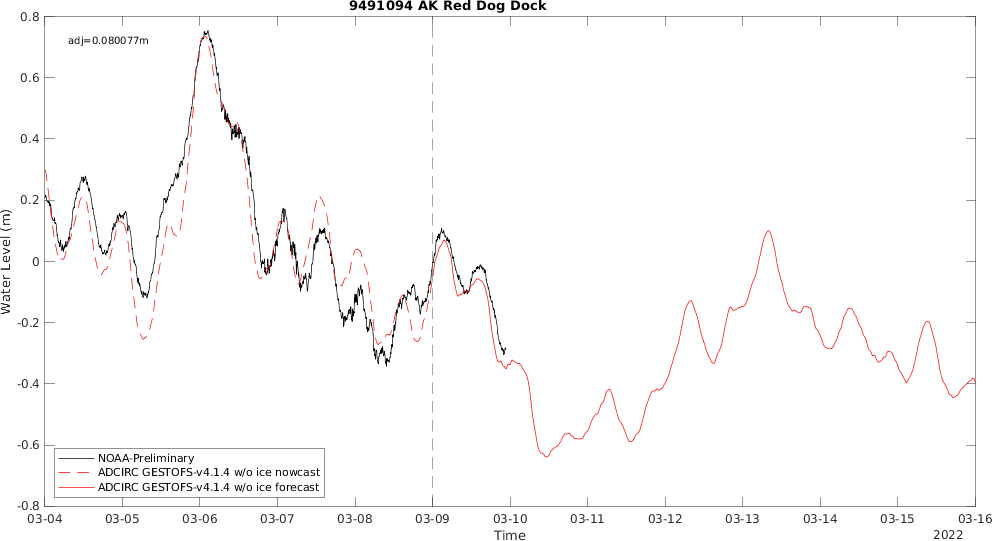 9491094 AK Red Dog Dock
adj=0.080077m
0.8
0.6
0.4
0.2
0
-0.2
-0.4
-0.6
-0.8
Water Level (m)
NOAA-Preliminary
ADCIRC GESTOFS-v4.1.4 w/o ice nowcast
ADCIRC GESTOFS-v4.1.4 w/o ice forecast
03-04 03-05 03-06 03-07 03-08 03-09 03-10 03-11 03-12 03-13 03-14 03-15 03-16
Time
2022